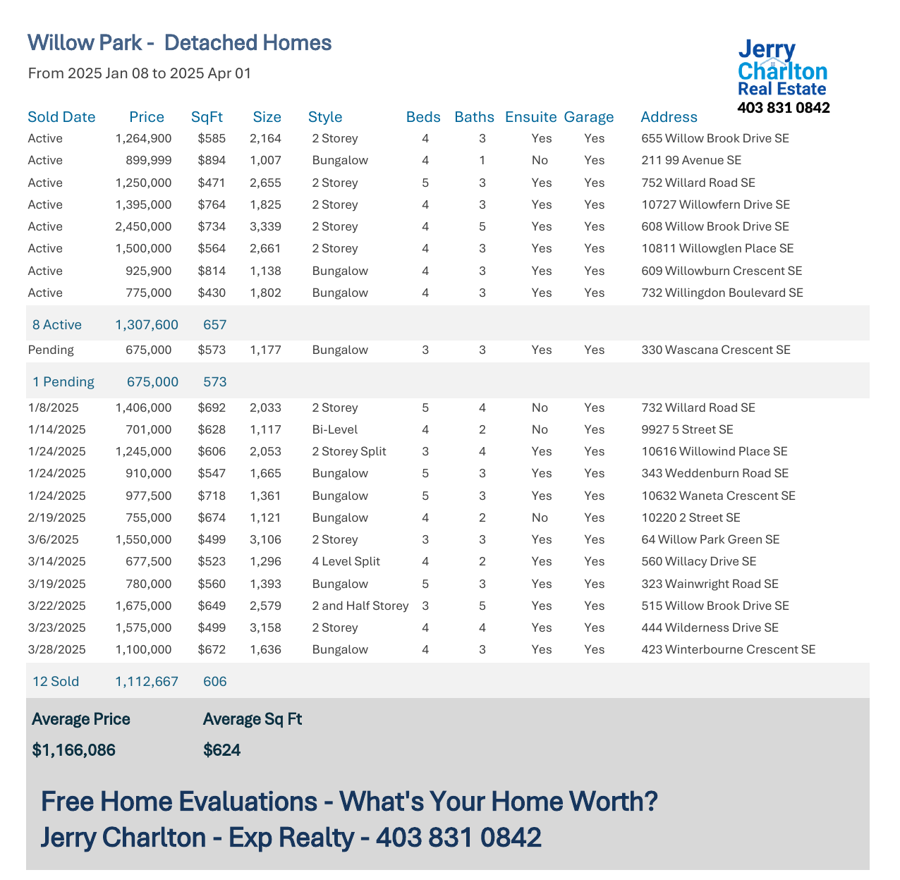 Willow Park - Detached Homes
From 2025 Jan 08 to 2025 Apr 01
Jerry
Charlton
Real Estate
403 831 0842
Sold Date Price SqFt Size Style Beds Baths Ensuite Garage Address
Active 1,264,900 $585 2,164 2 Storey 4 3 Yes Yes 655 Willow Brook Drive SE
Active 899,999 $894 1,007 Bungalow 4 1 No Yes 211 99 Avenue SE
Active 1,250,000 $471 2,655 2 Storey 5 3 Yes Yes 752 Willard Road SE
Active 1,395,000 $764 1,825 2 Storey 4 3 Yes Yes 10727 Willowfern Drive SE
Active 2,450,000 $734 3,339 2 Storey 4 5 Yes Yes 608 Willow Brook Drive SE
Active 1,500,000 $564 2,661 2 Storey 4 3 Yes Yes 10811 Willowglen Place SE
Active 925,900 $814 1,138 Bungalow 4 3 Yes Yes 609 Willowburn Crescent SE
Active 775,000 $430 1,802 Bungalow 4 3 Yes Yes 732 Willingdon Boulevard SE
8 Active 1,307,600 657
Pending 675,000 $573 1,177 Bungalow 3 3 Yes Yes 330 Wascana Crescent SE
1 Pending 675,000 573
1/8/2025 1,406,000 $692 2,033 2 Storey 5 4 No Yes 732 Willard Road SE
1/14/2025 701,000 $628 1,117 Bi-Level 4 2 No Yes 9927 5 Street SE
1/24/2025 1,245,000 $606 2,053 2 Storey Split 3 4 Yes Yes 10616 Willowind Place SE
1/24/2025 910,000 $547 1,665 Bungalow 5 3 Yes Yes 343 Weddenburn Road SE
1/24/2025 977,500 $718 1,361 Bungalow 5 3 Yes Yes 10632 Waneta Crescent SE
2/19/2025 755,000 $674 1,121 Bungalow 4 2 No Yes 10220 2 Street SE
3/6/2025 1,550,000 $499 3,106 2 Storey 3 3 Yes Yes 64 Willow Park Green SE
3/14/2025 677,500 $523 1,296 4 Level Split 4 2 Yes Yes 560 Willacy Drive SE
3/19/2025 780,000 $560 1,393 Bungalow 5 3 Yes Yes 323 Wainwright Road SE
3/22/2025 1,675,000 $649 2,579 2 and Half Storey 3 5 Yes Yes 515 Willow Brook Drive SE
3/23/2025 1,575,000 $499 3,158 2 Storey 4 4 Yes Yes 444 Wilderness Drive SE
3/28/2025 1,100,000 $672 1,636 Bungalow 4 3 Yes Yes 423 Winterbourne Crescent SE
12 Sold 1,112,667 606
Average Price Average Sq Ft
$1,166,086 $624
Free Home Evaluations - What's Your Home Worth?
Jerry Charlton - Exp Realty - 403 831 0842